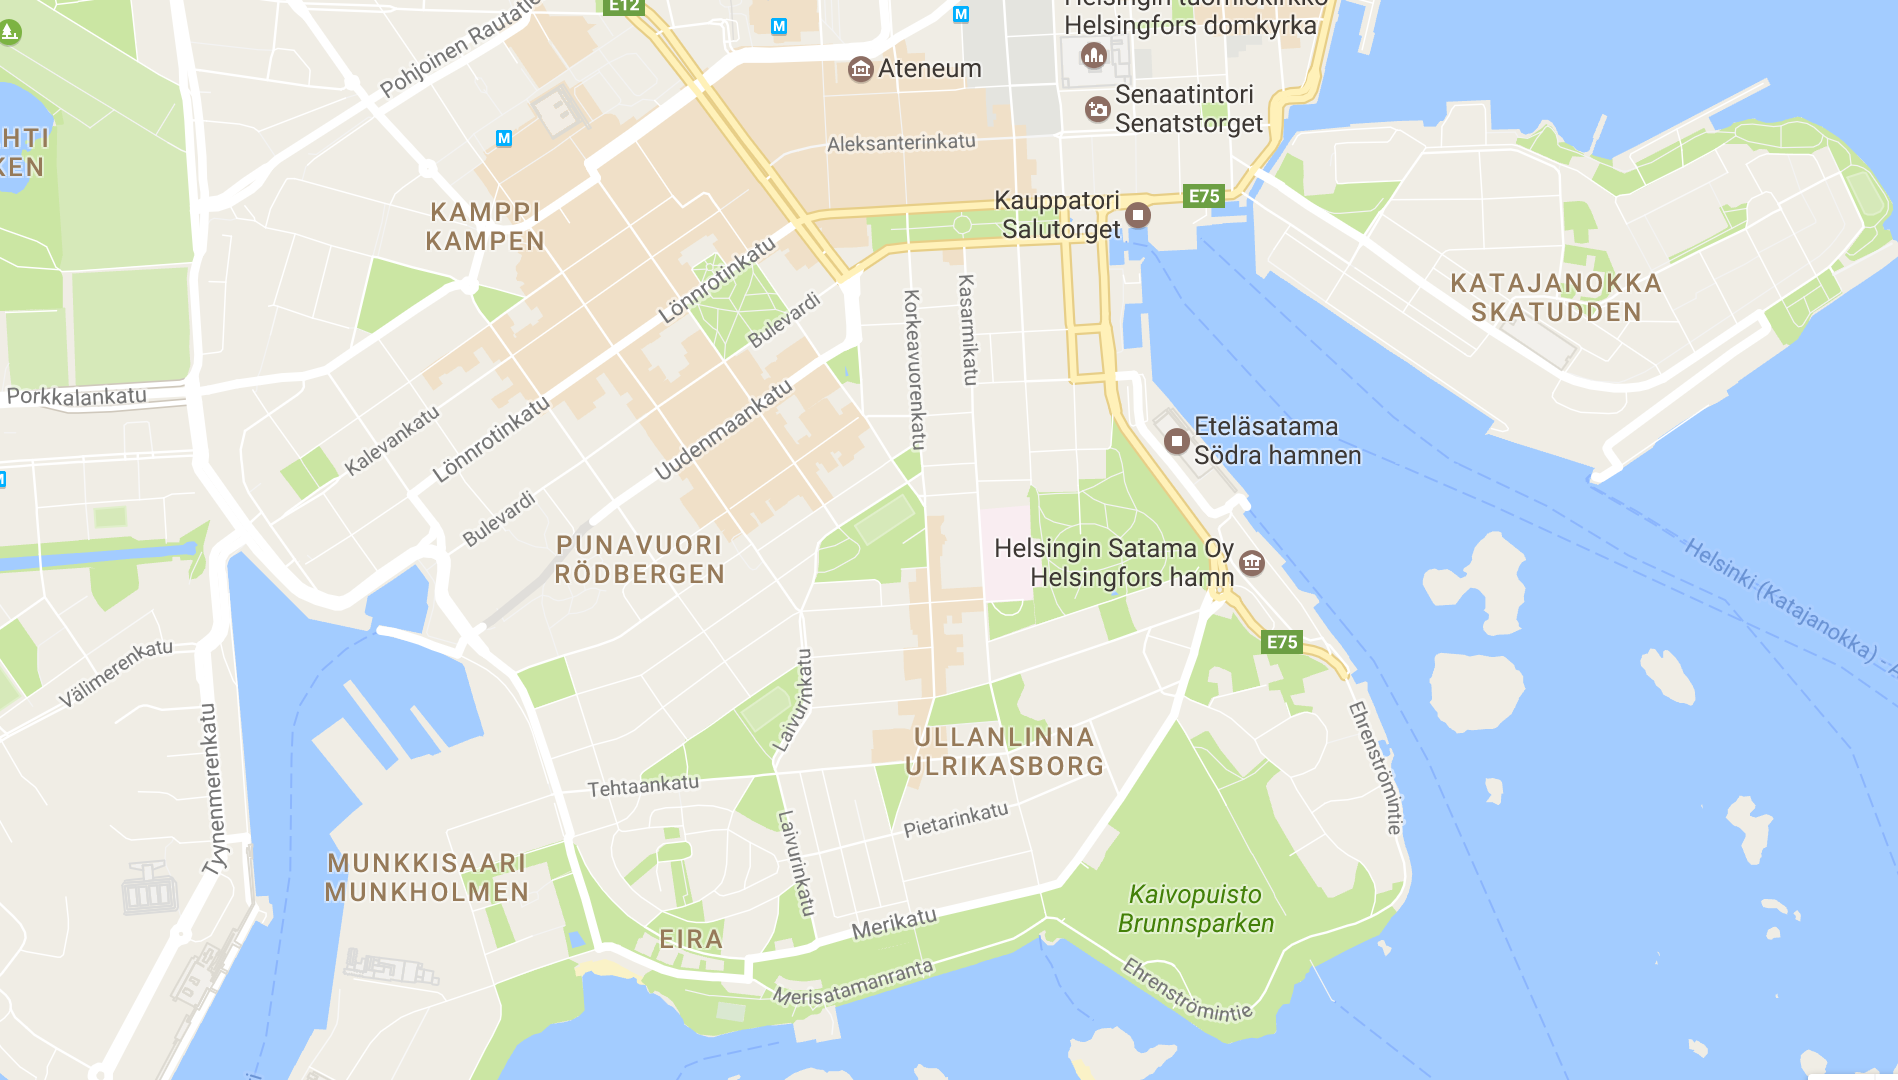 E12
M
M
Helsingin tuomiokirkko
Helsingfors domkyrka
Pohjoinen Rautatie
Ateneum
Senaatintori
Senatstorget
M
Aleksanterinkatu
HTI
KEN
KAMPPI
KAMPEN
Kauppatori
Salutorget
E75
Lönnrotinkatu
Bulevardi
Korkeavuorenkatu
Kasarmikatu
KATAJANOKKA
SKATUDDEN
Porkkalankatu
Kalevankatu
Lönnrotinkatu
Uudenmaankatu
Eteläsatama
Södra hamnen
M
Bulevardi
PUNAVUORI
RÖDBERGEN
Helsingin Satama Oy
Helsingfors hamn
Helsinki (Katajanokka) -
E75
Välimerenkatu
Laivurinkatu
Tyynenmerenkatu
Ehrenströmintie
ULLANLINNA
ULRIKASBORG
Tehtaankatu
Laivurinkatu
Pietarinkatu
MUNKKISAARI
MUNKHOLMEN
Kaivopuisto
Brunnsparken
EIRA
Merikatu
Merisatamanranta
Ehrenströmintie